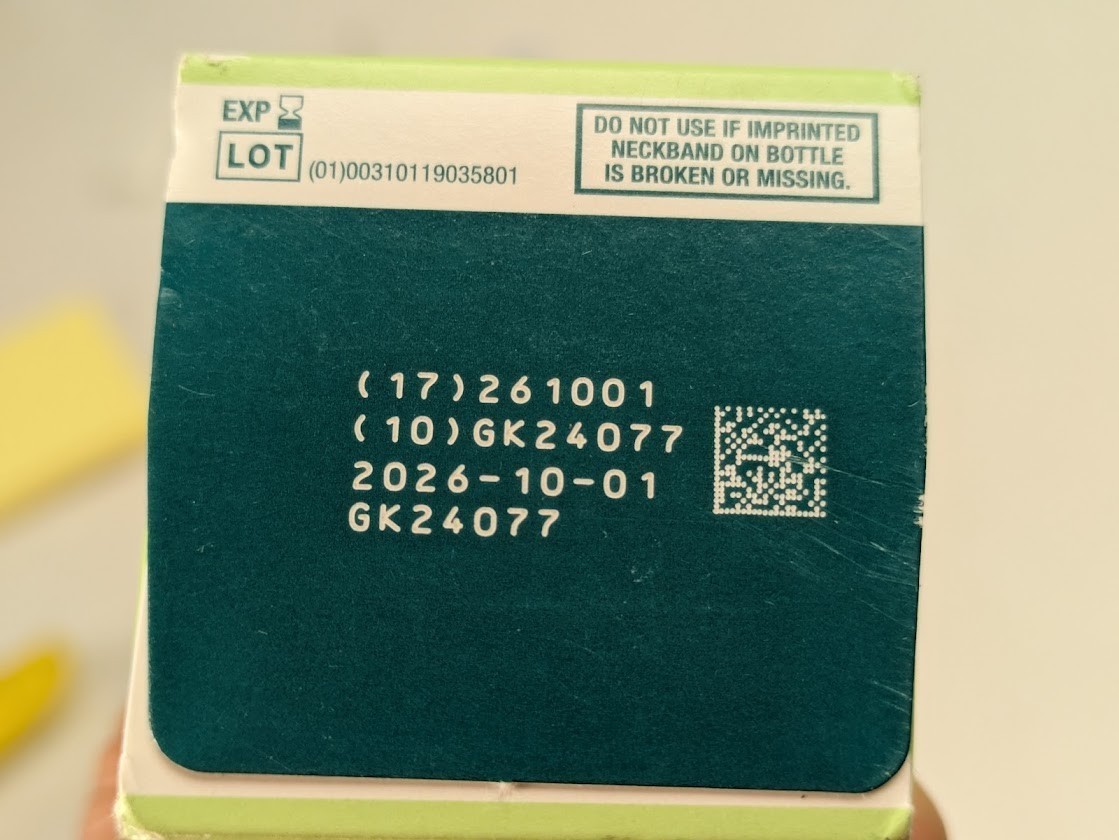 EXP
LOT (01)00310119035801
DO NOT USE IF IMPRINTED
NECKBAND ON BOTTLE
IS BROKEN OR MISSING.
(17)261001
(10)GK24077
2026-10-01
GK24077